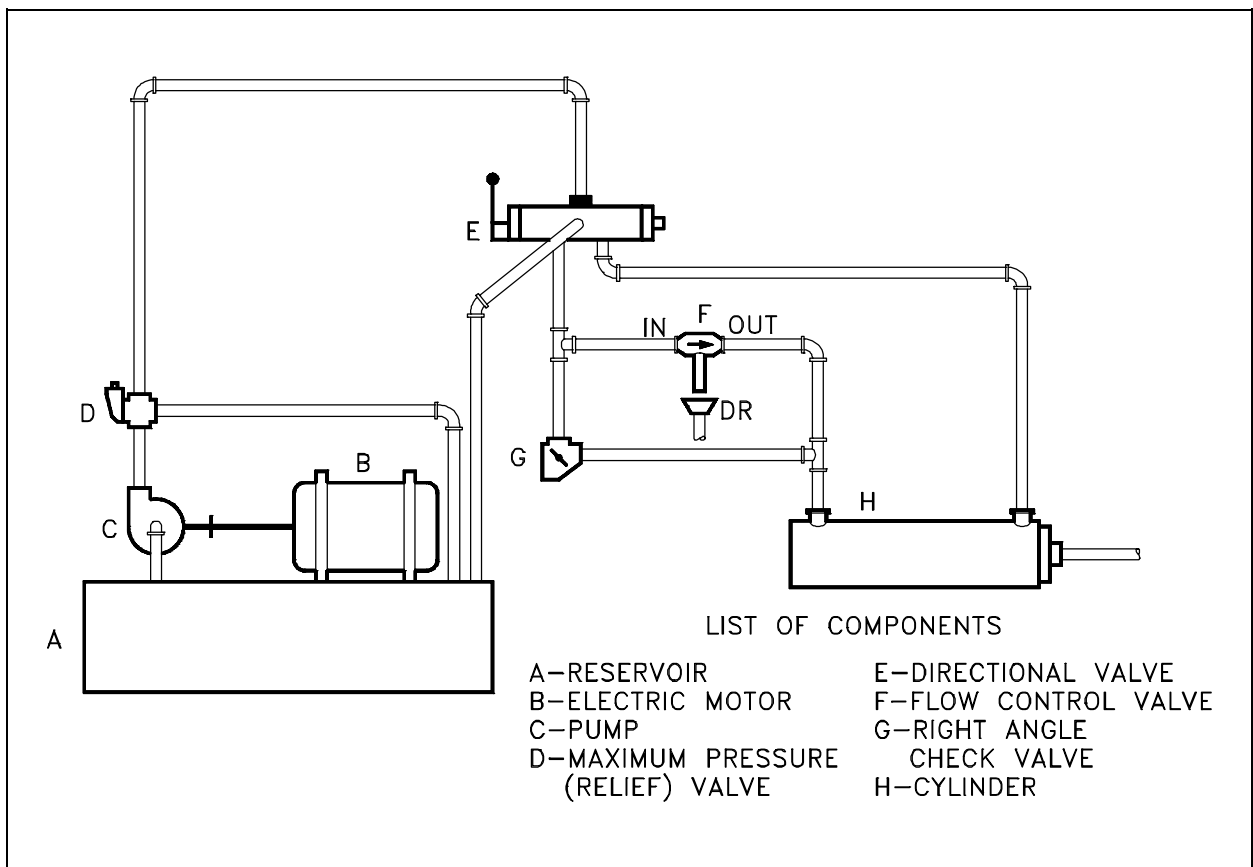 E
IN F OUT
D
DR
G
B
C
H
A
LIST OF COMPONENTS
A-RESERVOIR
B-ELECTRIC MOTOR
C-PUMP
D-MAXIMUM PRESSURE
(RELIEF) VALVE
E-DIRECTIONAL VALVE
F-FLOW CONTROL VALVE
G-RIGHT ANGLE
CHECK VALVE
H-CYLINDER